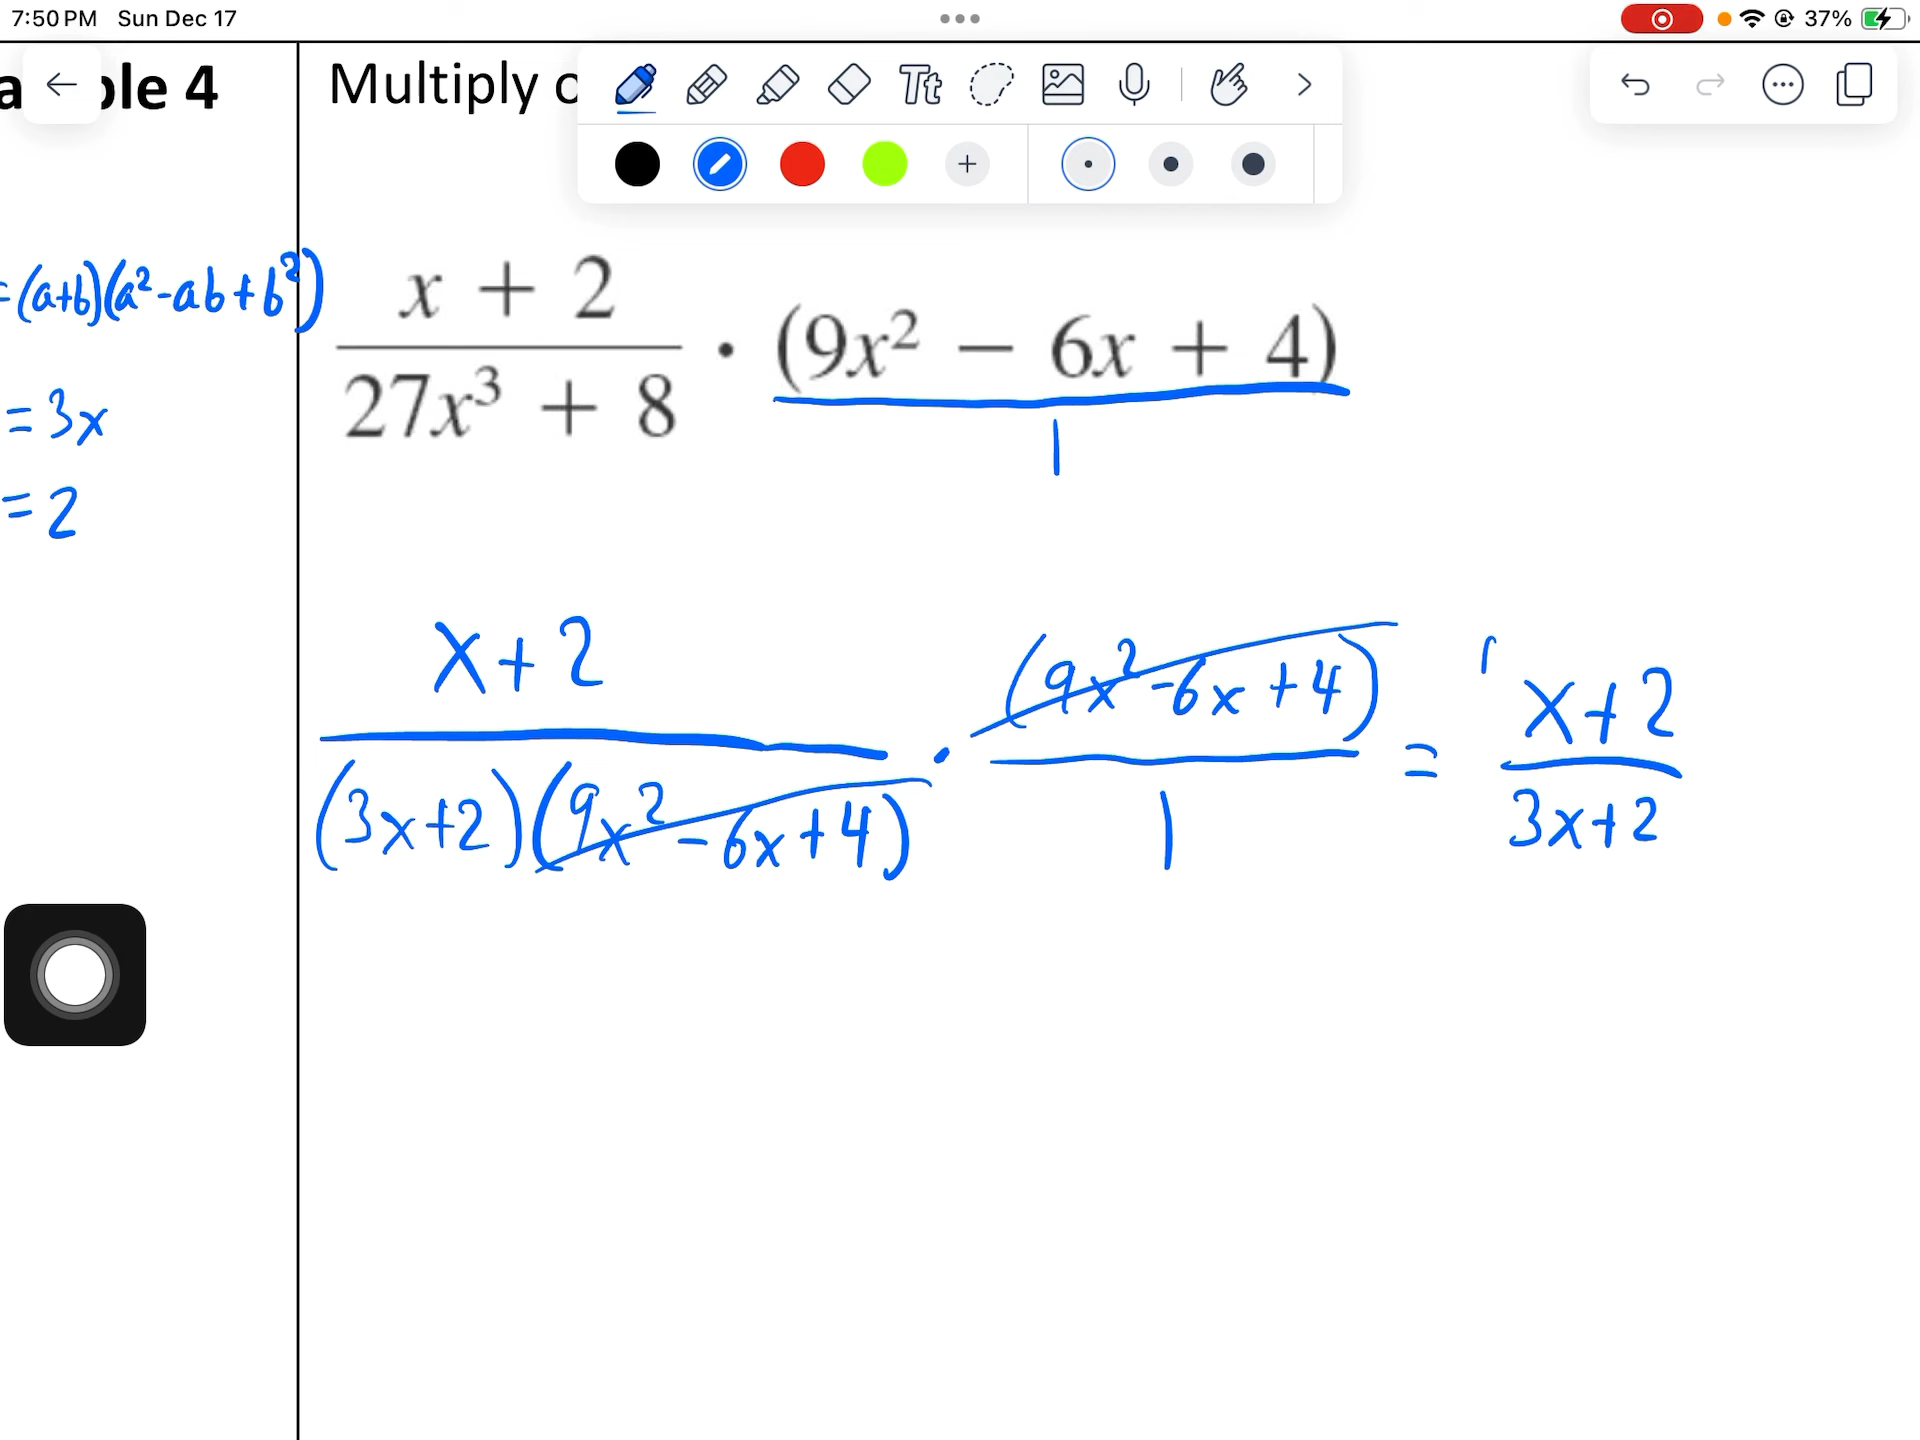 7:50 PM Sun Dec 17
37%
ple 4
Multiply
Tt
= (a+b)(a²-ab+b²)
x + 2
27x³ + 8
· (9x² − 6x + 4)
1
= 3x
= 2
x+2
(3x+2)(9x²-6x+4)
· (9x²-6x+4)
1
= x+2
3x+2